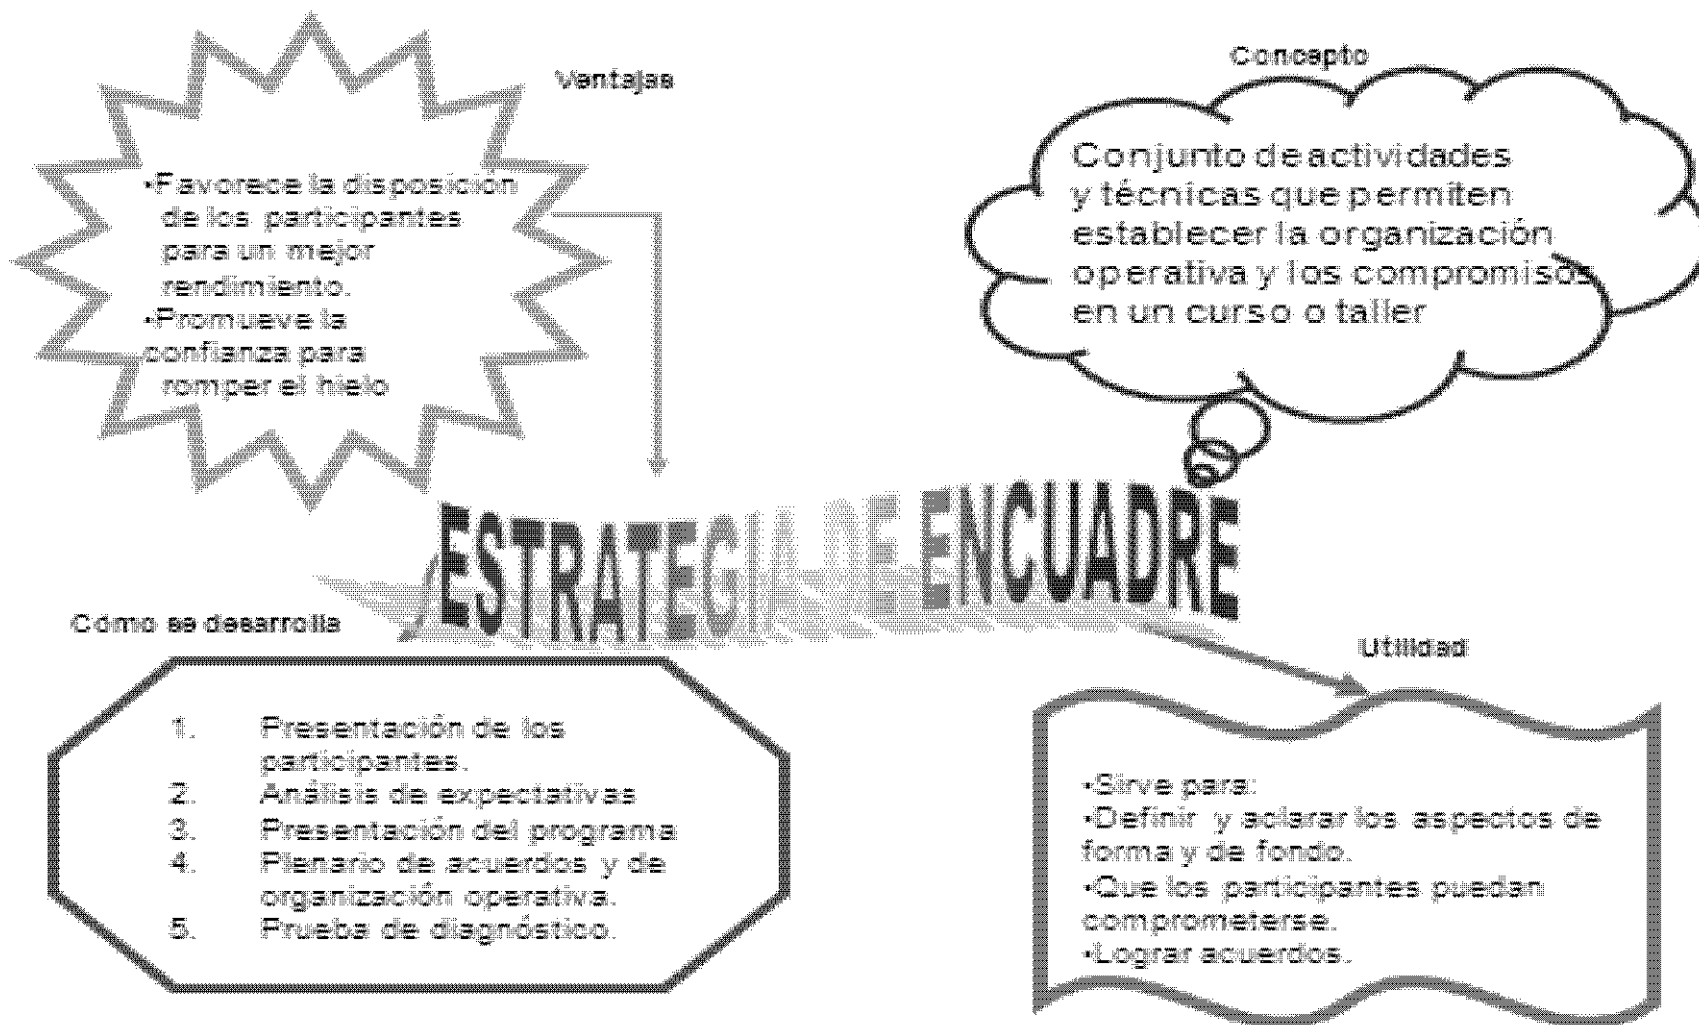 Ventajas
•Favorece la disposición
de los participantes
para un mejor
rendimiento.
•Promueve la
confianza para
romper el hielo
Concepto
Conjunto de actividades
y técnicas que permiten
establecer la organización
operativa y los compromisos
en un curso o taller
ESTRATEGIA DE ENCUADRE
Cómo se desarrolla
1. Presentación de los
participantes.
2. Análisis de expectativas
3. Presentación del programa
4. Plenario de acuerdos y de
organización operativa.
5. Prueba de diagnóstico.
Utilidad
•Sirve para:
•Definir y aclarar los aspectos de
forma y de fondo.
•Que los participantes puedan
comprometerse.
•Lograr acuerdos.